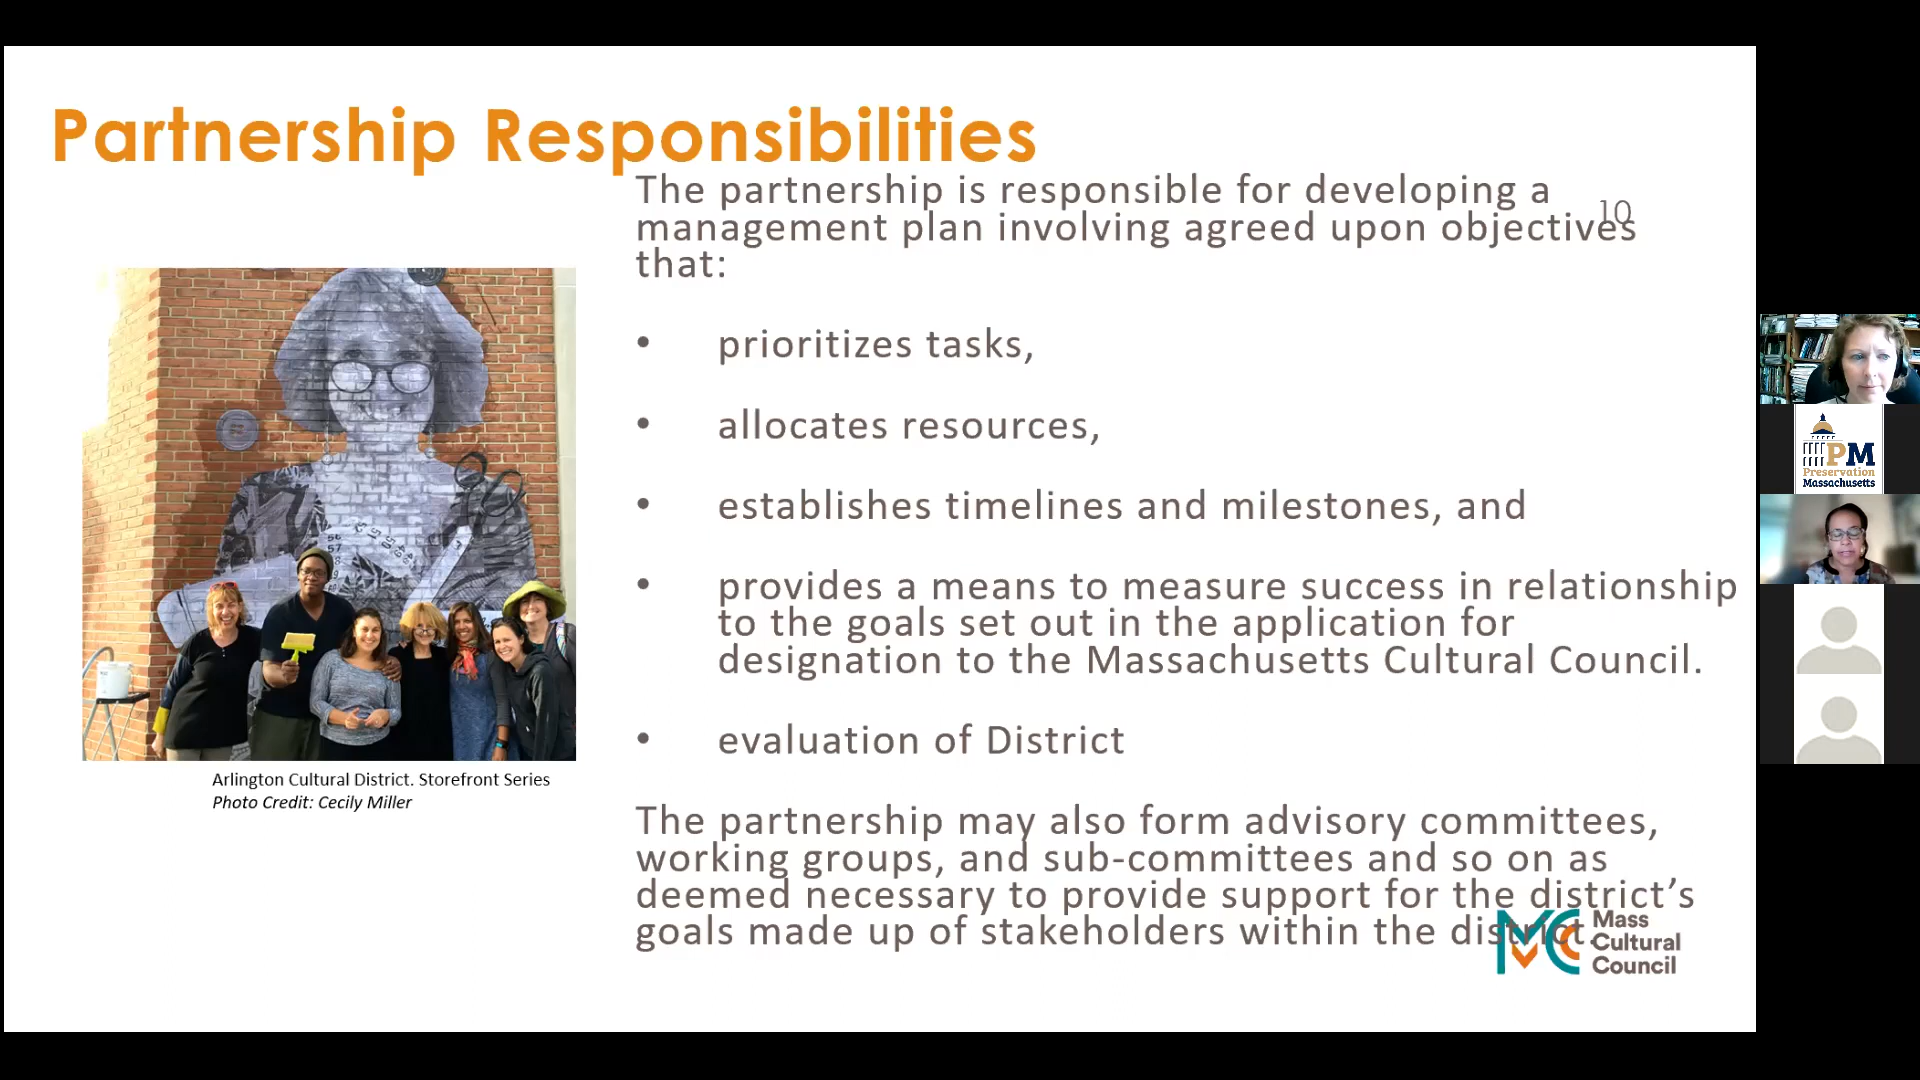 Partnership Responsibilities
10
The partnership is responsible for developing a
management plan involving agreed upon objectives
that:
• prioritizes tasks,
• allocates resources,
• establishes timelines and milestones, and
• provides a means to measure success in relationship
to the goals set out in the application for
designation to the Massachusetts Cultural Council.
• evaluation of District
The partnership may also form advisory committees,
working groups, and sub-committees and so on as
deemed necessary to provide support for the district’s
goals made up of stakeholders within the district.
Arlington Cultural District. Storefront Series
Photo Credit: Cecily Miller
Mass
Cultural
Council
PM
Preservation
Massachusetts